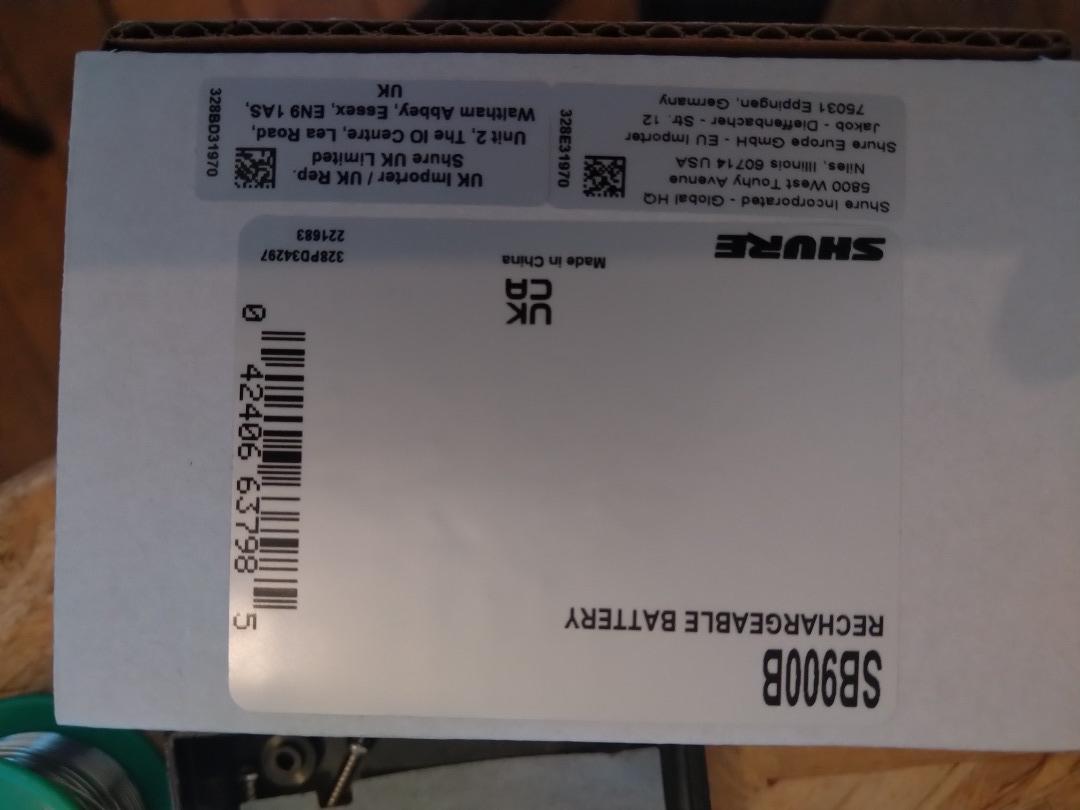 SB900B
RECHARGEABLE BATTERY
0 42406 63798 5
UK
CA
Made in China
SHURE
328PD34297
221683
Shure Incorporated - Global HQ
5800 West Touhy Avenue
Niles, Illinois 60714 USA
Shure Europe GmbH - EU Importer
Jakob - Dieffenbacher - Str. 12
75031 Eppingen, Germany
328E31970
UK Importer / UK Rep.
Shure UK Limited
Unit 2, The IO Centre, Lea Road,
Waltham Abbey, Essex, EN9 1AS,
UK
328BD31970